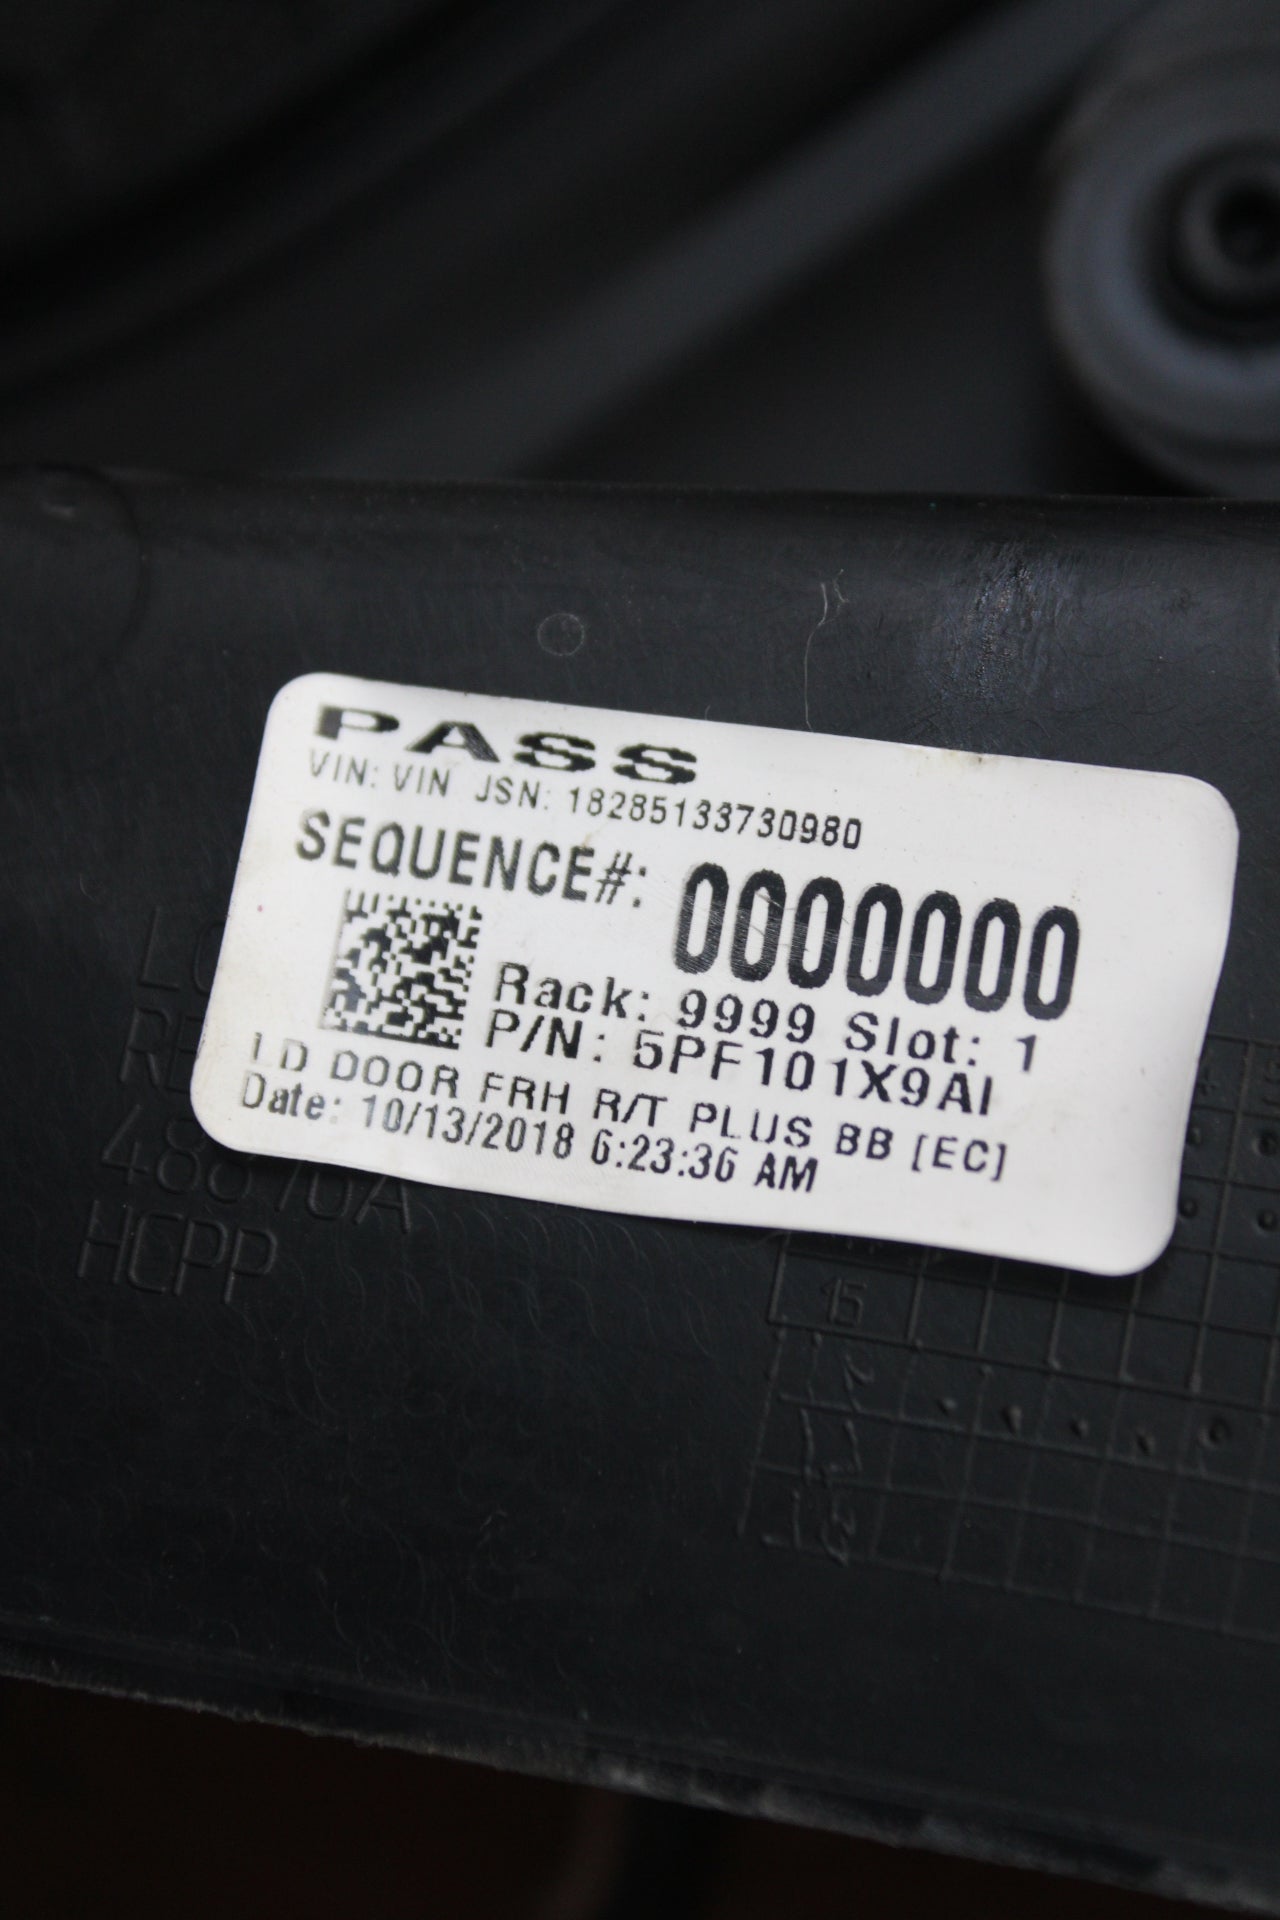 PASS
VIN: VIN JSN: 18285133730980
SEQUENCE#: 0000000
Rack: 9999 Slot: 1
P/N: 5PF101X9AI
LD DOOR FRH R/T PLUS BB [EC]
Date: 10/13/2018 6:23:36 AM
HCPP
15